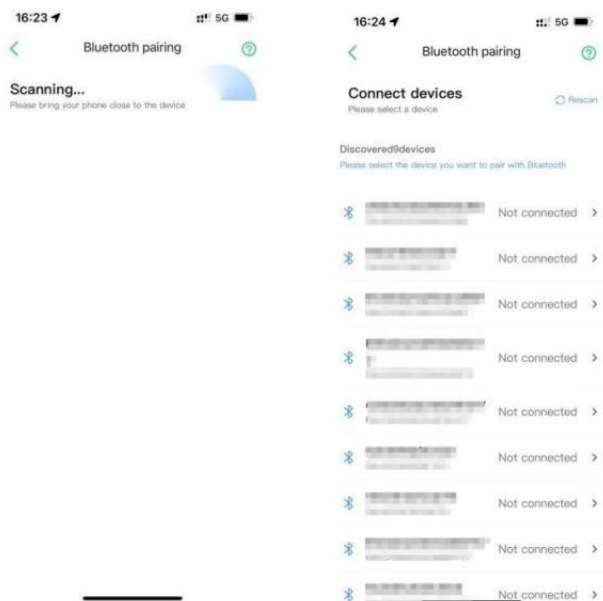 16:23
5G
Bluetooth pairing
Scanning...
Please bring your phone close to the device
16:24
5G
Bluetooth pairing
Connect devices
Please select a device
Rescan
Discovered9devices
Please select the device you want to pair with Bluetooth
Not connected
Not connected
Not connected
Not connected
Not connected
Not connected
Not connected
Not connected
Not connected